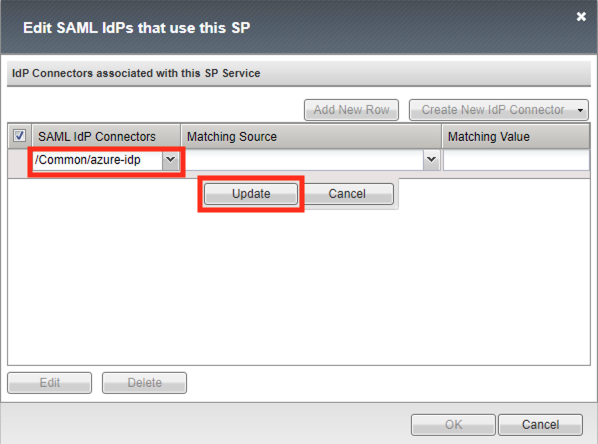 Edit SAML IdPs that use this SP
IdP Connectors associated with this SP Service
Add New Row Create New IdP Connector
SAML IdP Connectors Matching Source Matching Value
/Common/azure-idp
Update Cancel
Edit Delete
OK Cancel